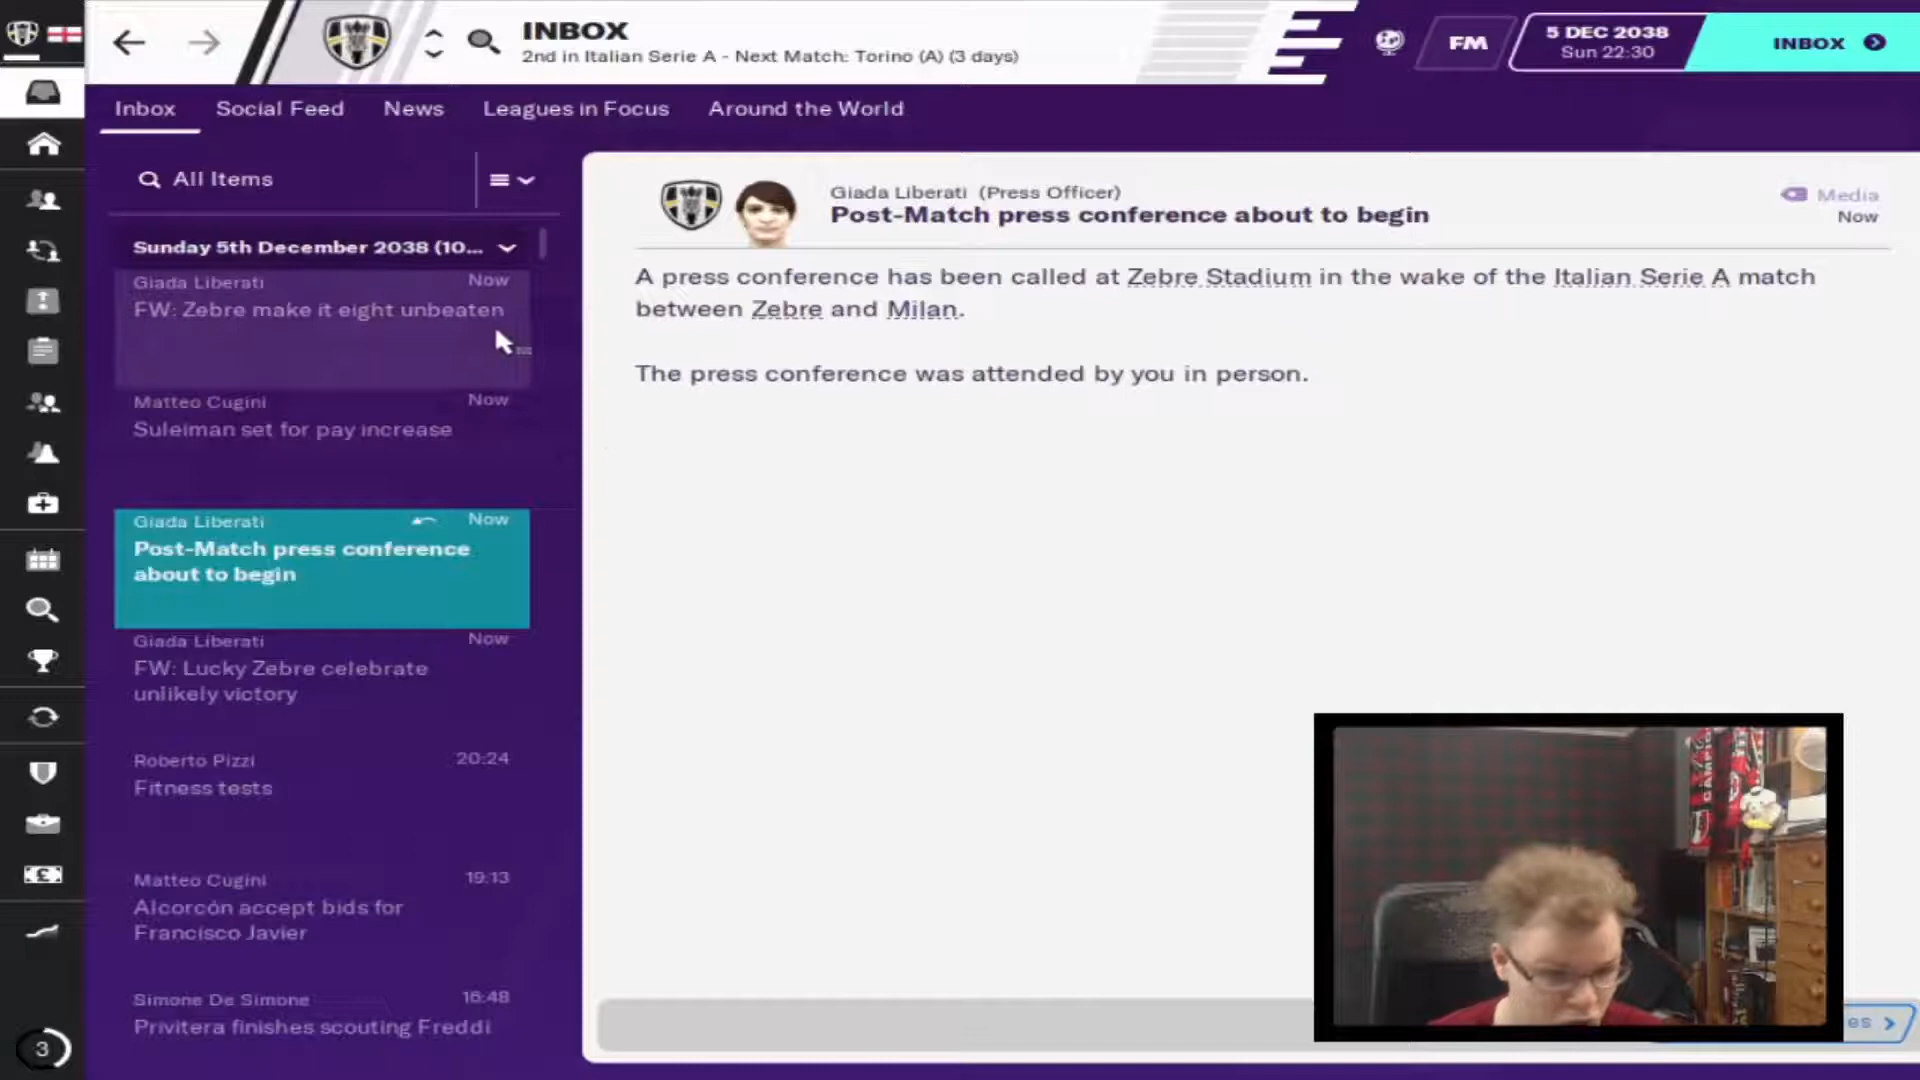 INBOX
2nd in Italian Serie A - Next Match: Torino (A) (3 days)
FM
5 DEC 2038
Sun 22:30
INBOX
Inbox
Social Feed
News
Leagues in Focus
Around the World
All Items
Sunday 5th December 2038 (10...
Giada Liberati
Now
FW: Zebre make it eight unbeaten
Matteo Cugini
Now
Suleiman set for pay increase
Giada Liberati
Now
Post-Match press conference
about to begin
Giada Liberati
Now
FW: Lucky Zebre celebrate
unlikely victory
Roberto Pizzi
20:24
Fitness tests
Matteo Cugini
19:13
Alcorcón accept bids for
Francisco Javier
Simone De Simone
16:48
Privitera finishes scouting Freddi
3
Giada Liberati (Press Officer)
Post-Match press conference about to begin
Media
Now
A press conference has been called at Zebre Stadium in the wake of the Italian Serie A match
between Zebre and Milan.
The press conference was attended by you in person.
es